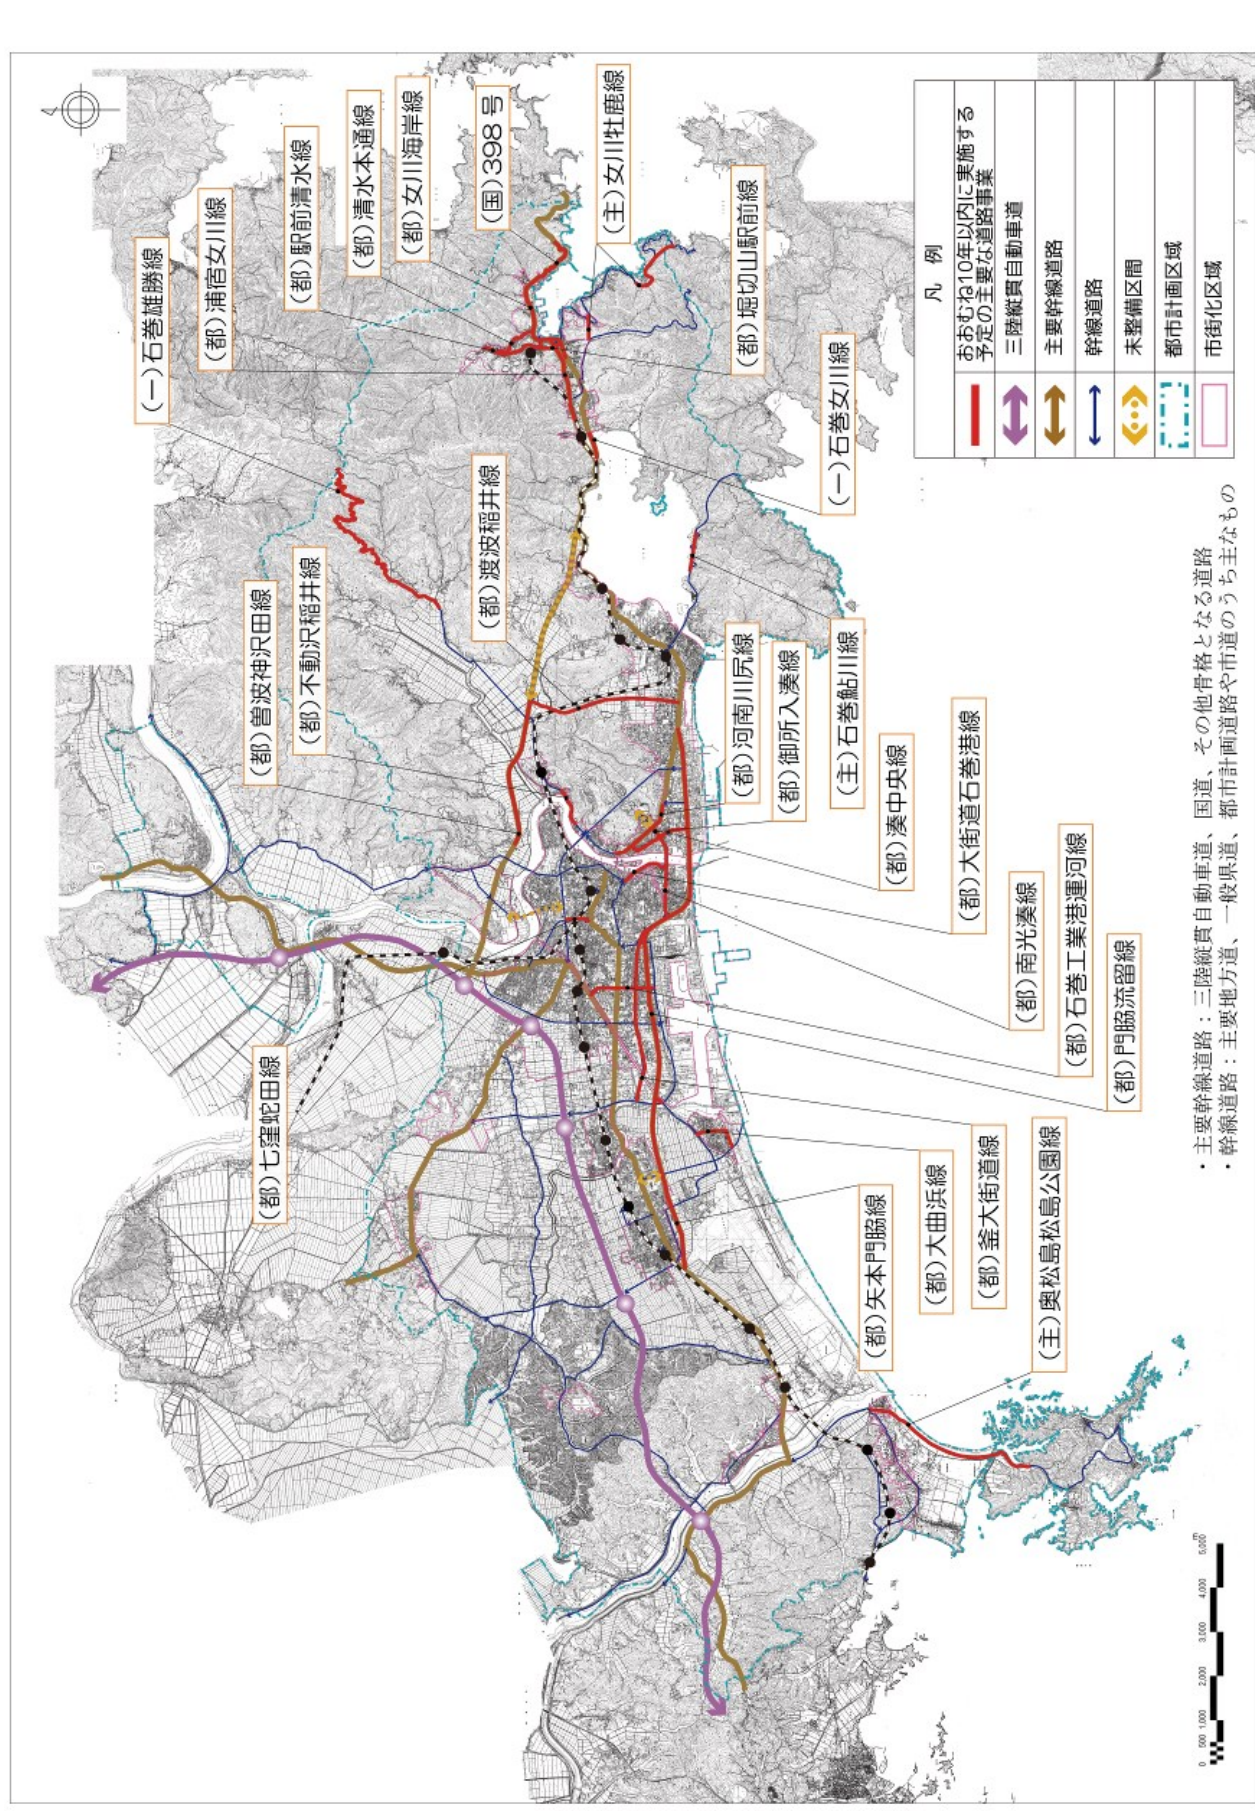 (一)石巻雄勝線
(都)浦宿女川線
(都)駅前清水線
(都)清水本通線
(都)女川海岸線
(国)398号
(主)女川牡鹿線
(都)堀切山駅前線
(一)石巻女川線
(都)渡波稲井線
(都)曽波神沢田線
(都)不動沢稲井線
(都)河南川尻線
(都)御所入湊線
(主)石巻鮎川線
(都)湊中央線
(都)大街道石巻港線
(都)南光湊線
(都)石巻工業港運河線
(都)門脇流留線
(都)七窪蛇田線
(都)矢本門脇線
(都)大曲浜線
(都)釜大街道線
(主)奥松島松島公園線
凡 例
おおむね10年以内に実施する
予定の主要な道路事業
三陸縦貫自動車道
主要幹線道路
幹線道路
未整備区間
都市計画区域
市街化区域
・主要幹線道路：三陸縦貫自動車道、国道、その他骨格となる道路
・幹線道路：主要地方道、一般県道、都市計画道路や市道のうち主なもの
0 500 1,000 2,000 3,000 4,000 5,000
m